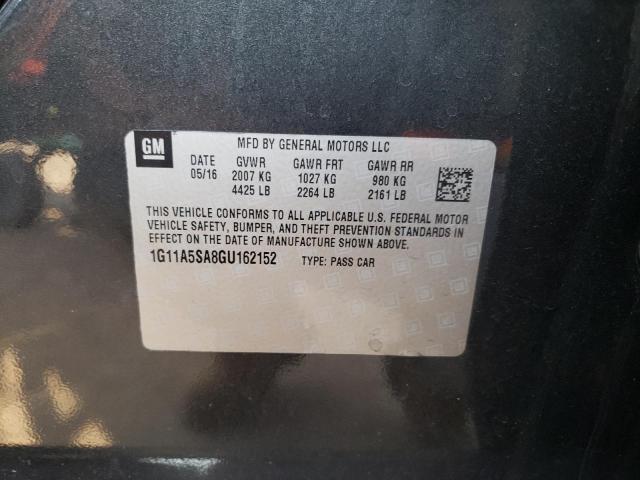 GM
MFD BY GENERAL MOTORS LLC
DATE GVWR GAWR FRT GAWR RR
05/16 2007 KG 1027 KG 980 KG
4425 LB 2264 LB 2161 LB
THIS VEHICLE CONFORMS TO ALL APPLICABLE U.S. FEDERAL MOTOR
VEHICLE SAFETY, BUMPER, AND THEFT PREVENTION STANDARDS IN
EFFECT ON THE DATE OF MANUFACTURE SHOWN ABOVE.
1G11A5SA8GU162152 TYPE: PASS CAR